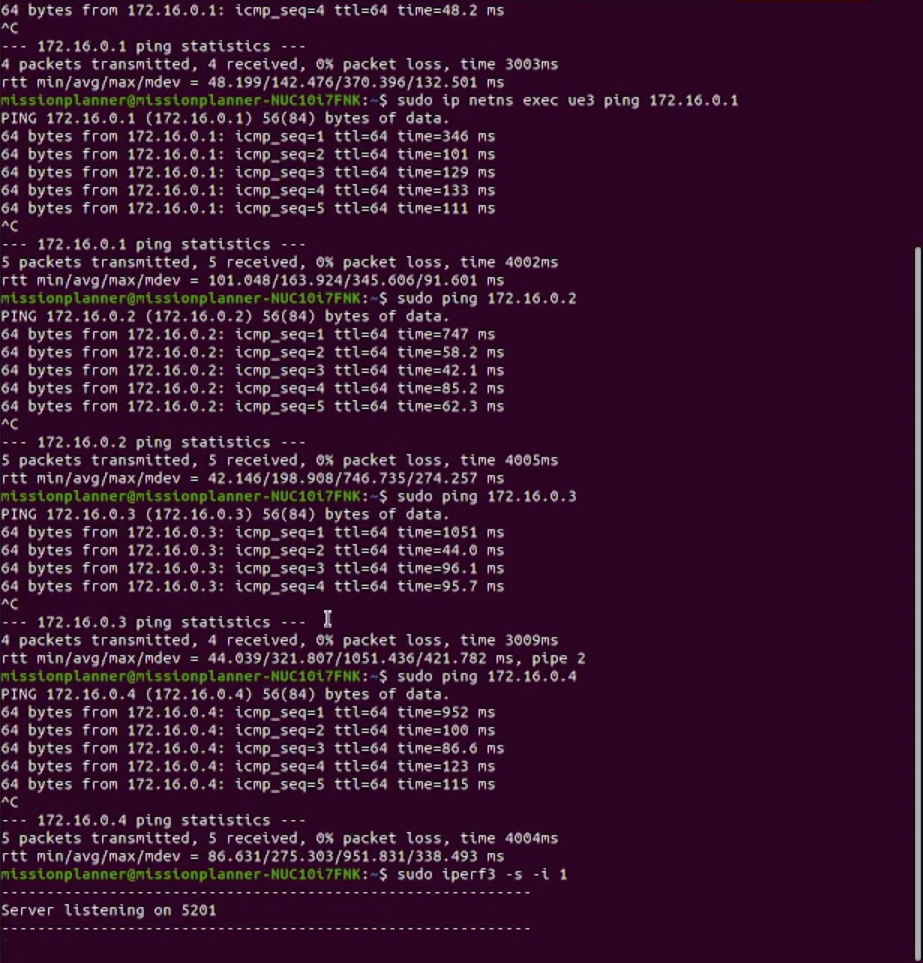 64 bytes from 172.16.0.1: icmp_seq=4 ttl=64 time=48.2 ms
^C
--- 172.16.0.1 ping statistics ---
4 packets transmitted, 4 received, 0% packet loss, time 3003ms
rtt min/avg/max/mdev = 48.199/142.476/370.396/132.501 ms
missionplanner@missionplanner-NUC10i7FNK:~$ sudo ip netns exec ue3 ping 172.16.0.1
PING 172.16.0.1 (172.16.0.1) 56(84) bytes of data.
64 bytes from 172.16.0.1: icmp_seq=1 ttl=64 time=346 ms
64 bytes from 172.16.0.1: icmp_seq=2 ttl=64 time=101 ms
64 bytes from 172.16.0.1: icmp_seq=3 ttl=64 time=129 ms
64 bytes from 172.16.0.1: icmp_seq=4 ttl=64 time=133 ms
64 bytes from 172.16.0.1: icmp_seq=5 ttl=64 time=111 ms
^C
--- 172.16.0.1 ping statistics ---
5 packets transmitted, 5 received, 0% packet loss, time 4002ms
rtt min/avg/max/mdev = 101.048/163.924/345.606/91.601 ms
missionplanner@missionplanner-NUC10i7FNK:~$ sudo ping 172.16.0.2
PING 172.16.0.2 (172.16.0.2) 56(84) bytes of data.
64 bytes from 172.16.0.2: icmp_seq=1 ttl=64 time=747 ms
64 bytes from 172.16.0.2: icmp_seq=2 ttl=64 time=58.2 ms
64 bytes from 172.16.0.2: icmp_seq=3 ttl=64 time=42.1 ms
64 bytes from 172.16.0.2: icmp_seq=4 ttl=64 time=85.2 ms
64 bytes from 172.16.0.2: icmp_seq=5 ttl=64 time=62.3 ms
^C
--- 172.16.0.2 ping statistics ---
5 packets transmitted, 5 received, 0% packet loss, time 4005ms
rtt min/avg/max/mdev = 42.146/198.908/746.735/274.257 ms
missionplanner@missionplanner-NUC10i7FNK:~$ sudo ping 172.16.0.3
PING 172.16.0.3 (172.16.0.3) 56(84) bytes of data.
64 bytes from 172.16.0.3: icmp_seq=1 ttl=64 time=1051 ms
64 bytes from 172.16.0.3: icmp_seq=2 ttl=64 time=44.0 ms
64 bytes from 172.16.0.3: icmp_seq=3 ttl=64 time=96.1 ms
64 bytes from 172.16.0.3: icmp_seq=4 ttl=64 time=95.7 ms
^C
--- 172.16.0.3 ping statistics ---
4 packets transmitted, 4 received, 0% packet loss, time 3009ms
rtt min/avg/max/mdev = 44.039/321.807/1051.436/421.782 ms, pipe 2
missionplanner@missionplanner-NUC10i7FNK:~$ sudo ping 172.16.0.4
PING 172.16.0.4 (172.16.0.4) 56(84) bytes of data.
64 bytes from 172.16.0.4: icmp_seq=1 ttl=64 time=952 ms
64 bytes from 172.16.0.4: icmp_seq=2 ttl=64 time=100 ms
64 bytes from 172.16.0.4: icmp_seq=3 ttl=64 time=86.6 ms
64 bytes from 172.16.0.4: icmp_seq=4 ttl=64 time=123 ms
64 bytes from 172.16.0.4: icmp_seq=5 ttl=64 time=115 ms
^C
--- 172.16.0.4 ping statistics ---
5 packets transmitted, 5 received, 0% packet loss, time 4004ms
rtt min/avg/max/mdev = 86.631/275.303/951.831/338.493 ms
missionplanner@missionplanner-NUC10i7FNK:~$ sudo iperf3 -s -i 1
-----------------------------------------------------------
Server listening on 5201
-----------------------------------------------------------